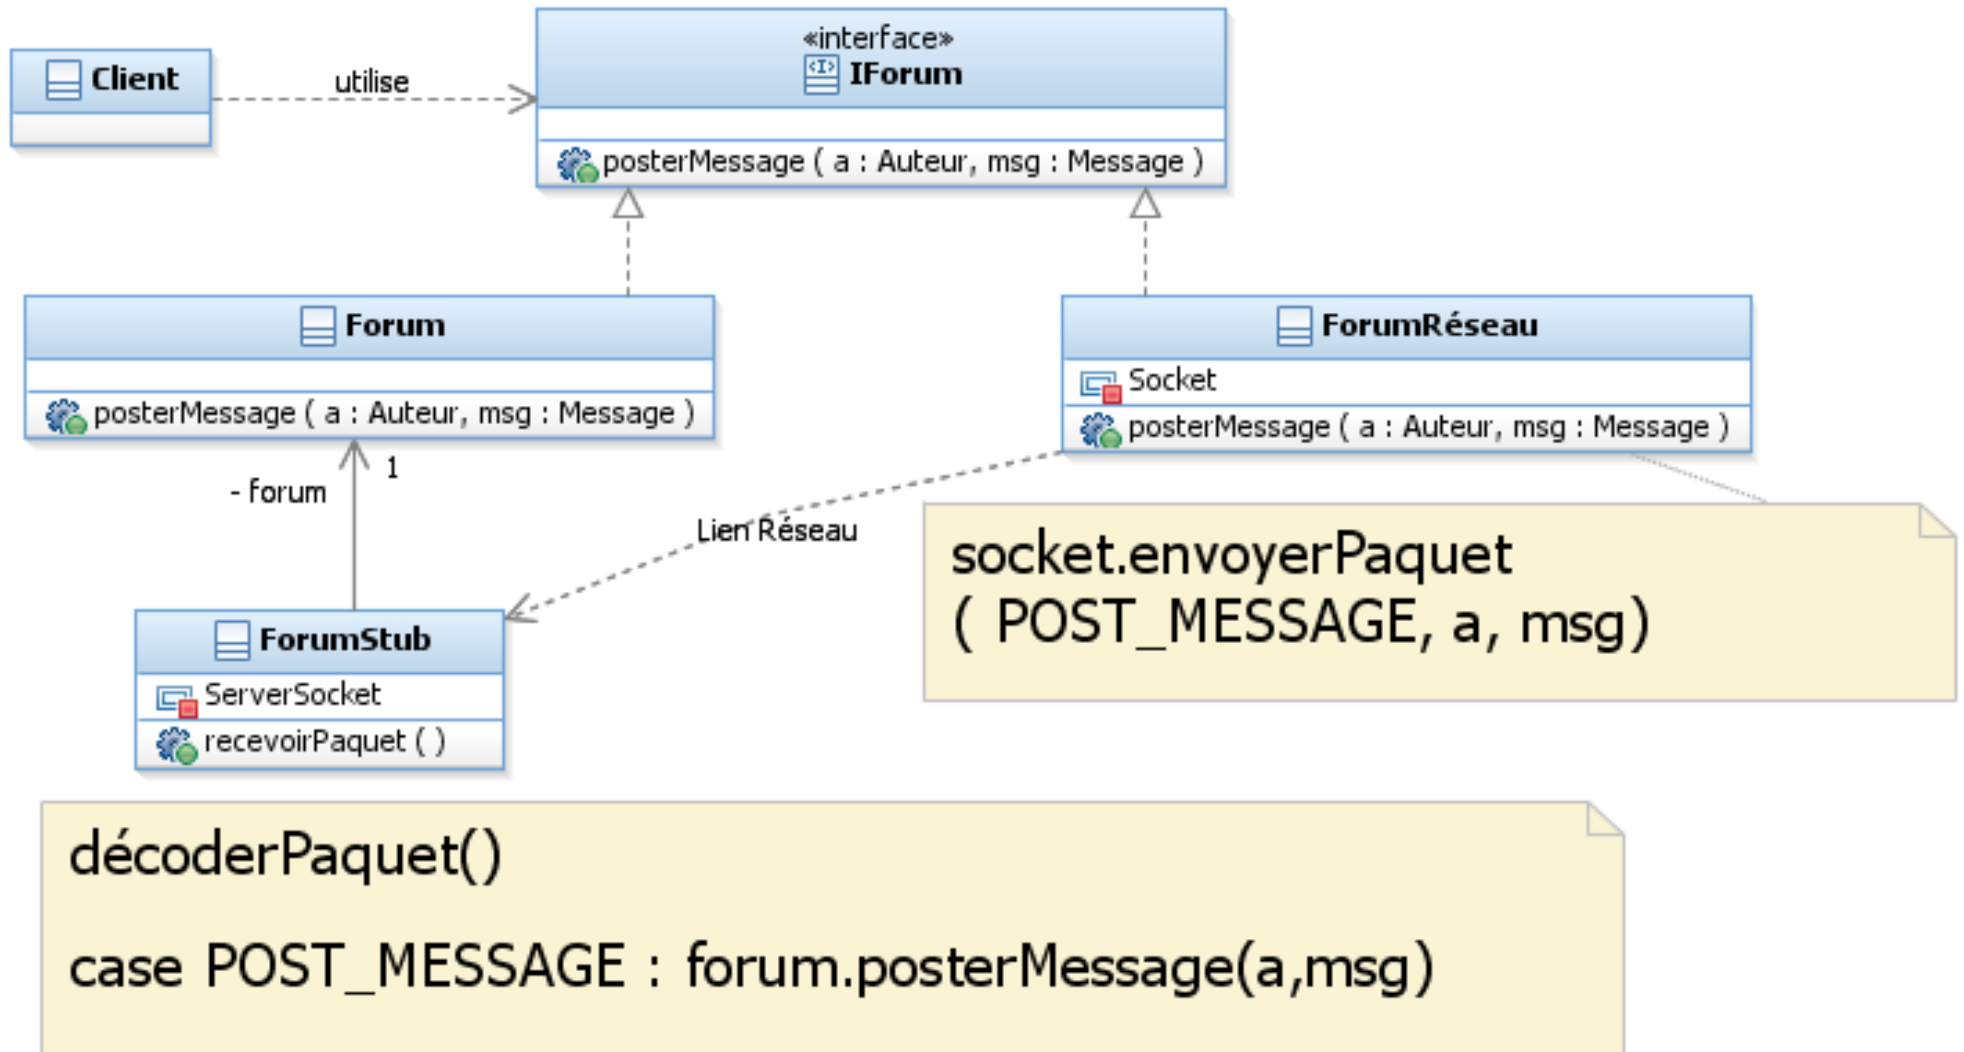 Client
utilise
«interface»
IForum
posterMessage ( a : Auteur, msg : Message )
Forum
posterMessage ( a : Auteur, msg : Message )
ForumRéseau
Socket
posterMessage ( a : Auteur, msg : Message )
1
- forum
Lien Réseau
socket.envoyerPaquet
( POST_MESSAGE, a, msg)
ForumStub
ServerSocket
recevoirPaquet ( )
décoderPaquet()
case POST_MESSAGE : forum.posterMessage(a,msg)